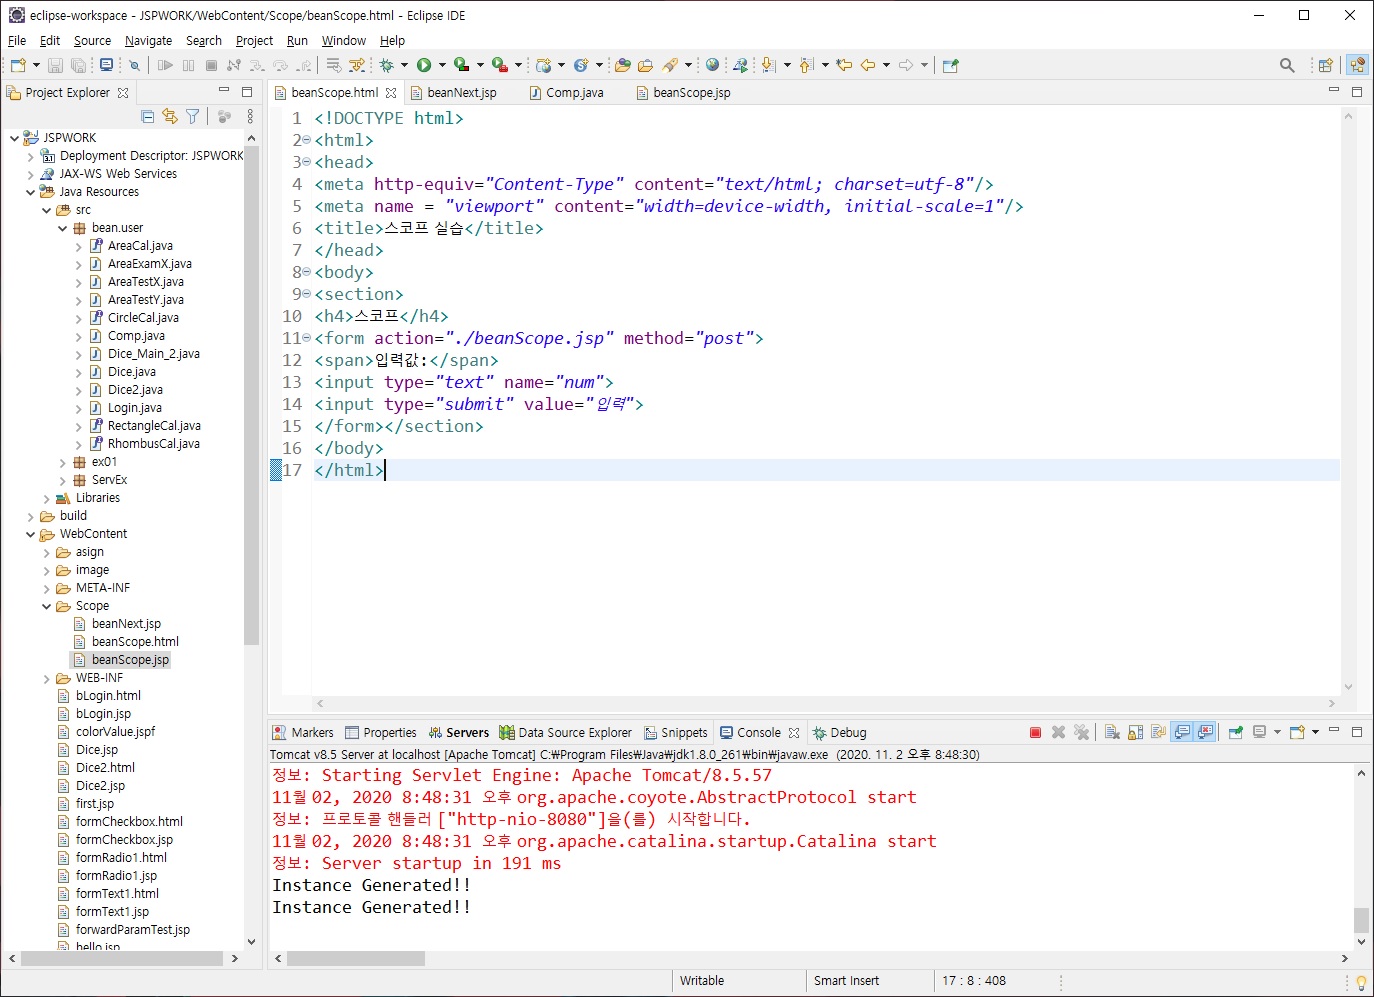 eclipse-workspace - JSPWORK/WebContent/Scope/beanScope.html - Eclipse IDE
File Edit Source Navigate Search Project Run Window Help
Project Explorer
JSPWORK
Deployment Descriptor: JSPWORK
JAX-WS Web Services
Java Resources
src
bean.user
AreaCal.java
AreaExamX.java
AreaTestX.java
AreaTestY.java
CircleCal.java
Comp.java
Dice_Main_2.java
Dice.java
Dice2.java
Login.java
RectangleCal.java
RhombusCal.java
ex01
ServEx
Libraries
build
WebContent
asign
image
META-INF
Scope
beanNext.jsp
beanScope.html
beanScope.jsp
WEB-INF
bLogin.html
bLogin.jsp
colorValue.jspf
Dice.jsp
Dice2.html
Dice2.jsp
first.jsp
formCheckbox.html
formCheckbox.jsp
formRadio1.html
formRadio1.jsp
formText1.html
formText1.jsp
forwardParamTest.jsp
hello.jsp
beanScope.html beanNext.jsp Comp.java beanScope.jsp
1 <!DOCTYPE html>
2 <html>
3 <head>
4 <meta http-equiv="Content-Type" content="text/html; charset=utf-8"/>
5 <meta name = "viewport" content="width=device-width, initial-scale=1"/>
6 <title>스코프 실습</title>
7 </head>
8 <body>
9 <section>
10 <h4>스코프</h4>
11 <form action="./beanScope.jsp" method="post">
12 <span>입력값:</span>
13 <input type="text" name="num">
14 <input type="submit" value="입력">
15 </form></section>
16 </body>
17 </html>
Markers Properties Servers Data Source Explorer Snippets Console Debug
Tomcat v8.5 Server at localhost [Apache Tomcat] C:₩Program Files₩Java₩jdk1.8.0_261₩bin₩javaw.exe (2020. 11. 2 오후 8:48:30)
정보: Starting Servlet Engine: Apache Tomcat/8.5.57
11월 02, 2020 8:48:31 오후 org.apache.coyote.AbstractProtocol start
정보: 프로토콜 핸들러 ["http-nio-8080"]을(를) 시작합니다.
11월 02, 2020 8:48:31 오후 org.apache.catalina.startup.Catalina start
정보: Server startup in 191 ms
Instance Generated!!
Instance Generated!!
Writable Smart Insert 17 : 8 : 408